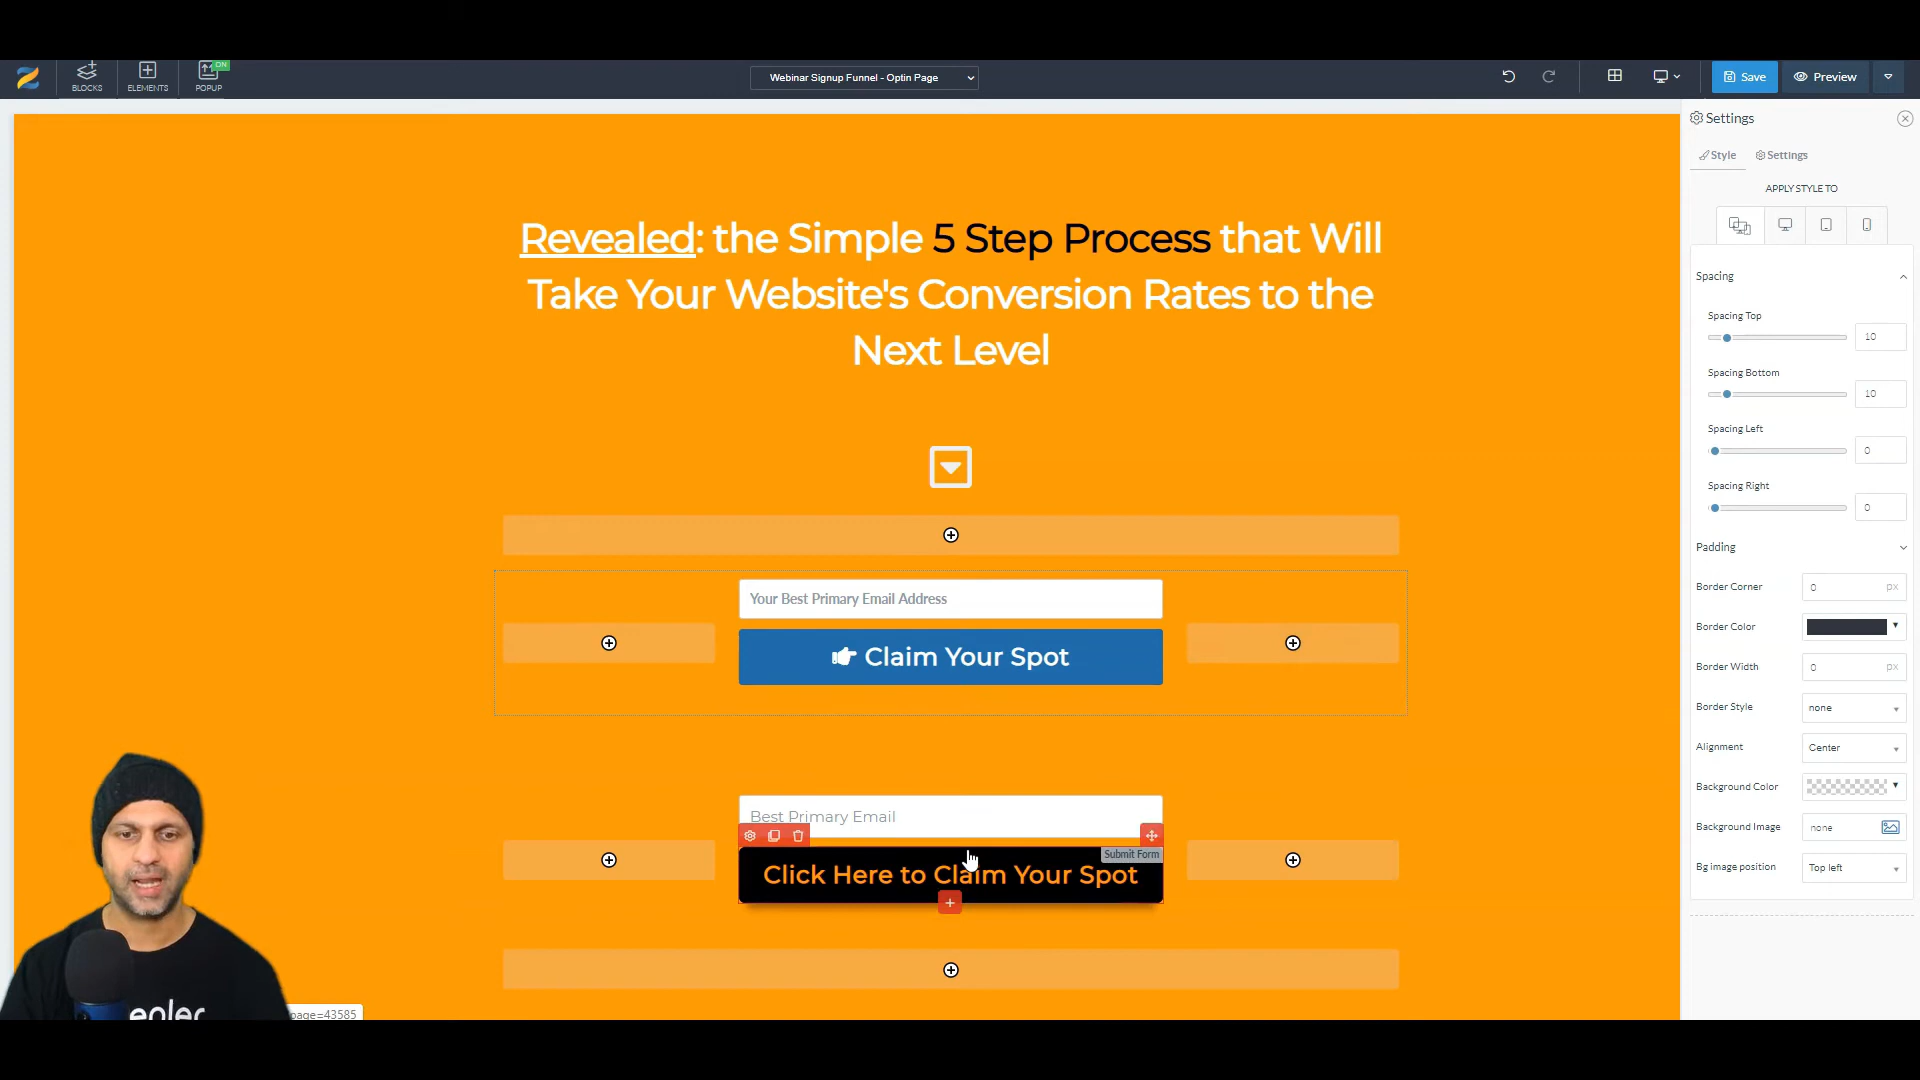 BLOCKS
ELEMENTS
ON
POPUP
Webinar Signup Funnel - Optin Page
Save
Preview
Settings
Style
Settings
APPLY STYLE TO
Spacing
Spacing Top
10
Spacing Bottom
10
Spacing Left
0
Spacing Right
0
Padding
Border Corner
0 px
Border Color
Border Width
0 px
Border Style
none
Alignment
Center
Background Color
Background Image
none
Bg image position
Top left
Revealed: the Simple 5 Step Process that Will
Take Your Website's Conversion Rates to the
Next Level
Your Best Primary Email Address
Claim Your Spot
Best Primary Email
Submit Form
Click Here to Claim Your Spot
page=43585